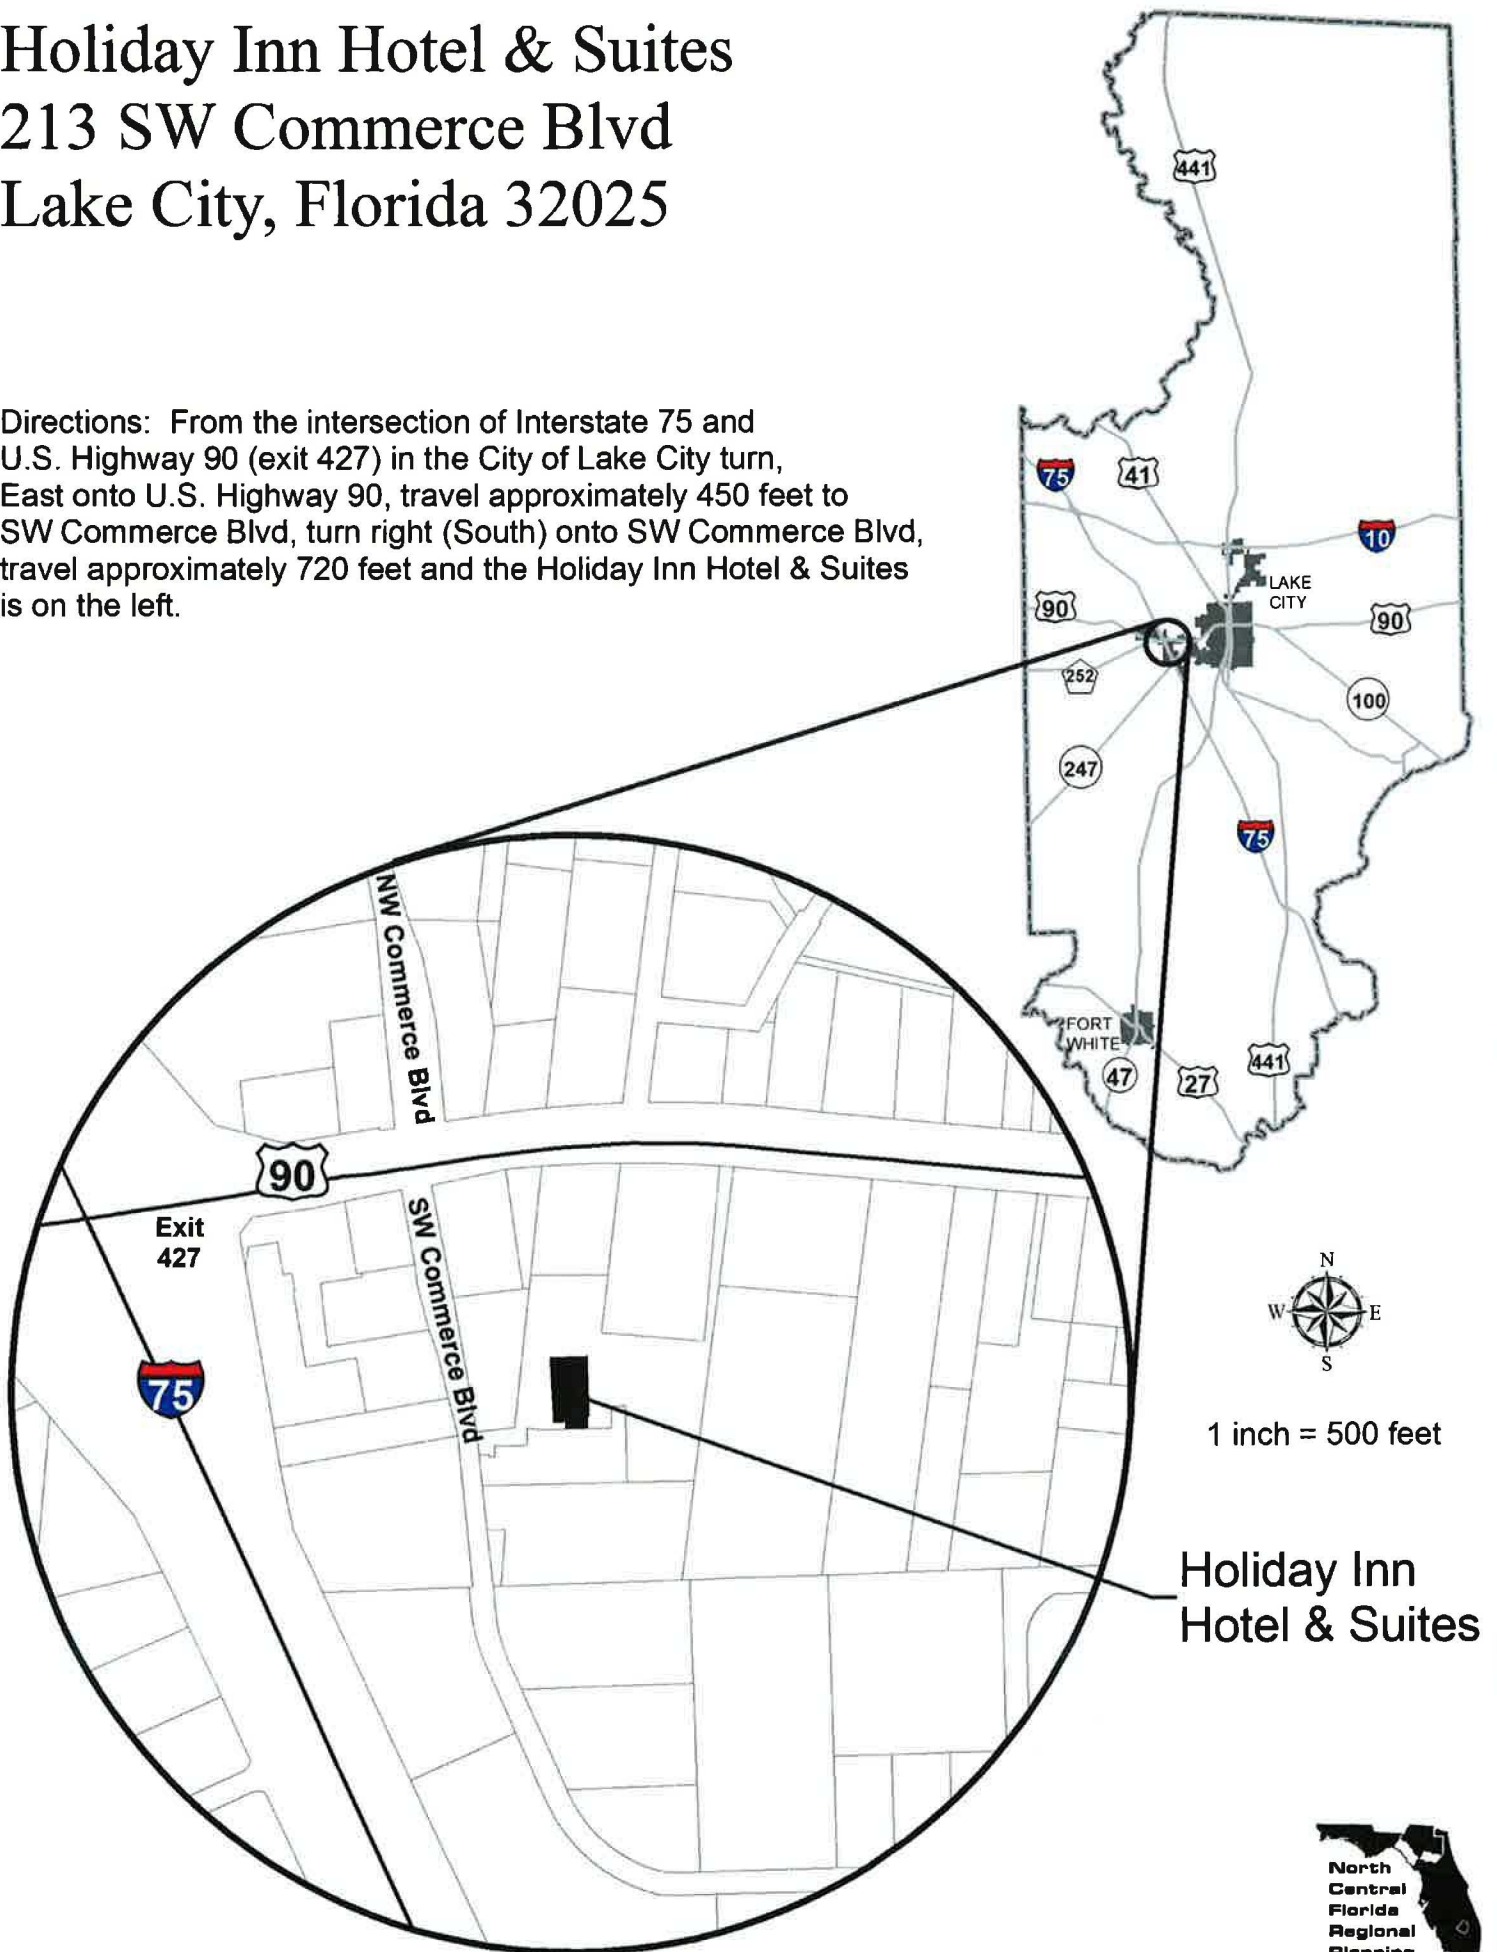 Holiday Inn Hotel & Suites
213 SW Commerce Blvd
Lake City, Florida 32025
Directions: From the intersection of Interstate 75 and
U.S. Highway 90 (exit 427) in the City of Lake City turn,
East onto U.S. Highway 90, travel approximately 450 feet to
SW Commerce Blvd, turn right (South) onto SW Commerce Blvd,
travel approximately 720 feet and the Holiday Inn Hotel & Suites
is on the left.
441
75
41
10
LAKE
CITY
90
90
252
100
247
75
FORT
WHITE
47
27
441
NW Commerce Blvd
90
Exit
427
SW Commerce Blvd
75
N
W
E
S
1 inch = 500 feet
Holiday Inn
Hotel & Suites
North
Central
Florida
Regional
Planning